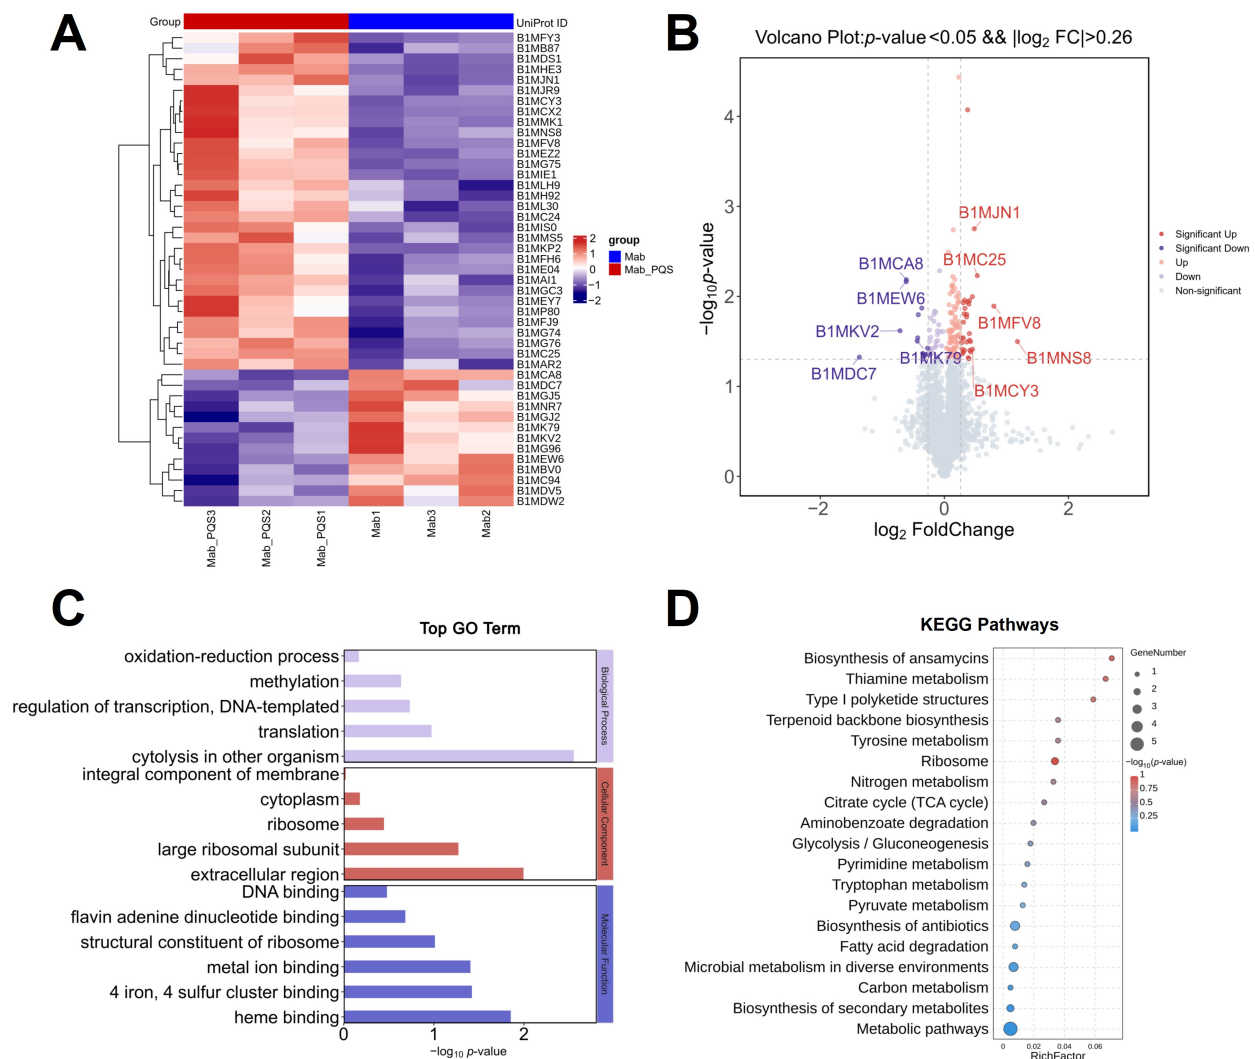 A
Group
UniProt ID
B1MFY3
B1MB87
B1MDS1
B1MHE3
B1MJN1
B1MJR9
B1MCY3
B1MCX2
B1MMK1
B1MNS8
B1MFV8
B1MEZ2
B1MG75
B1MIE1
B1MLH9
B1MH92
B1ML30
B1MC24
B1MIS0
B1MMS5
B1MKP2
B1MFH6
B1ME04
B1MAI1
B1MGC3
B1MEY7
B1MP80
B1MFJ9
B1MG74
B1MG76
B1MC25
B1MAR2
B1MCA8
B1MDC7
B1MGJ5
B1MNR7
B1MGJ2
B1MK79
B1MKV2
B1MG96
B1MEW6
B1MBV0
B1MC94
B1MDV5
B1MDW2
Mab_PQS3
Mab_PQS2
Mab_PQS1
Mab1
Mab3
Mab2
2
1
0
−1
−2
group
Mab
Mab_PQS
B
Volcano Plot:p-value <0.05 && |log2 FC|>0.26
−log10p-value
4
3
2
1
0
−2
0
2
log2 FoldChange
B1MJN1
B1MCA8
B1MC25
B1MEW6
B1MFV8
B1MKV2
B1MK79
B1MNS8
B1MDC7
B1MCY3
Significant Up
Significant Down
Up
Down
Non-significant
C
Top GO Term
oxidation-reduction process
methylation
regulation of transcription, DNA-templated
translation
cytolysis in other organism
integral component of membrane
cytoplasm
ribosome
large ribosomal subunit
extracellular region
DNA binding
flavin adenine dinucleotide binding
structural constituent of ribosome
metal ion binding
4 iron, 4 sulfur cluster binding
heme binding
Biological Process
Cellular Component
Molecular Function
0
1
2
−log10 p-value
D
KEGG Pathways
Biosynthesis of ansamycins
Thiamine metabolism
Type I polyketide structures
Terpenoid backbone biosynthesis
Tyrosine metabolism
Ribosome
Nitrogen metabolism
Citrate cycle (TCA cycle)
Aminobenzoate degradation
Glycolysis / Gluconeogenesis
Pyrimidine metabolism
Tryptophan metabolism
Pyruvate metabolism
Biosynthesis of antibiotics
Fatty acid degradation
Microbial metabolism in diverse environments
Carbon metabolism
Biosynthesis of secondary metabolites
Metabolic pathways
0
0.02
0.04
0.06
RichFactor
GeneNumber
1
2
3
4
5
−log10(p-value)
1
0.75
0.5
0.25